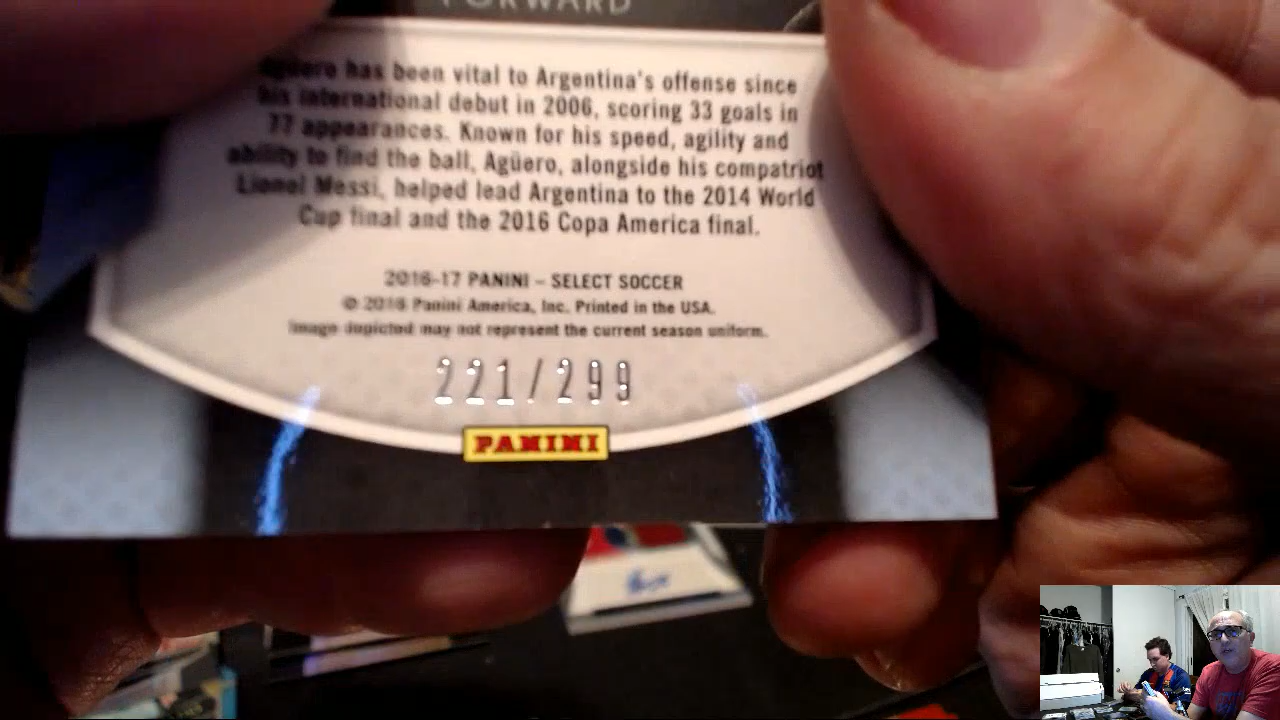 FORWARD
Agüero has been vital to Argentina's offense since
his international debut in 2006, scoring 33 goals in
77 appearances. Known for his speed, agility and
ability to find the ball, Agüero, alongside his compatriot
Lionel Messi, helped lead Argentina to the 2014 World
Cup final and the 2016 Copa America final.
2016-17 PANINI – SELECT SOCCER
© 2016 Panini America, Inc. Printed in the USA.
Image depicted may not represent the current season uniform.
221/299
PANINI